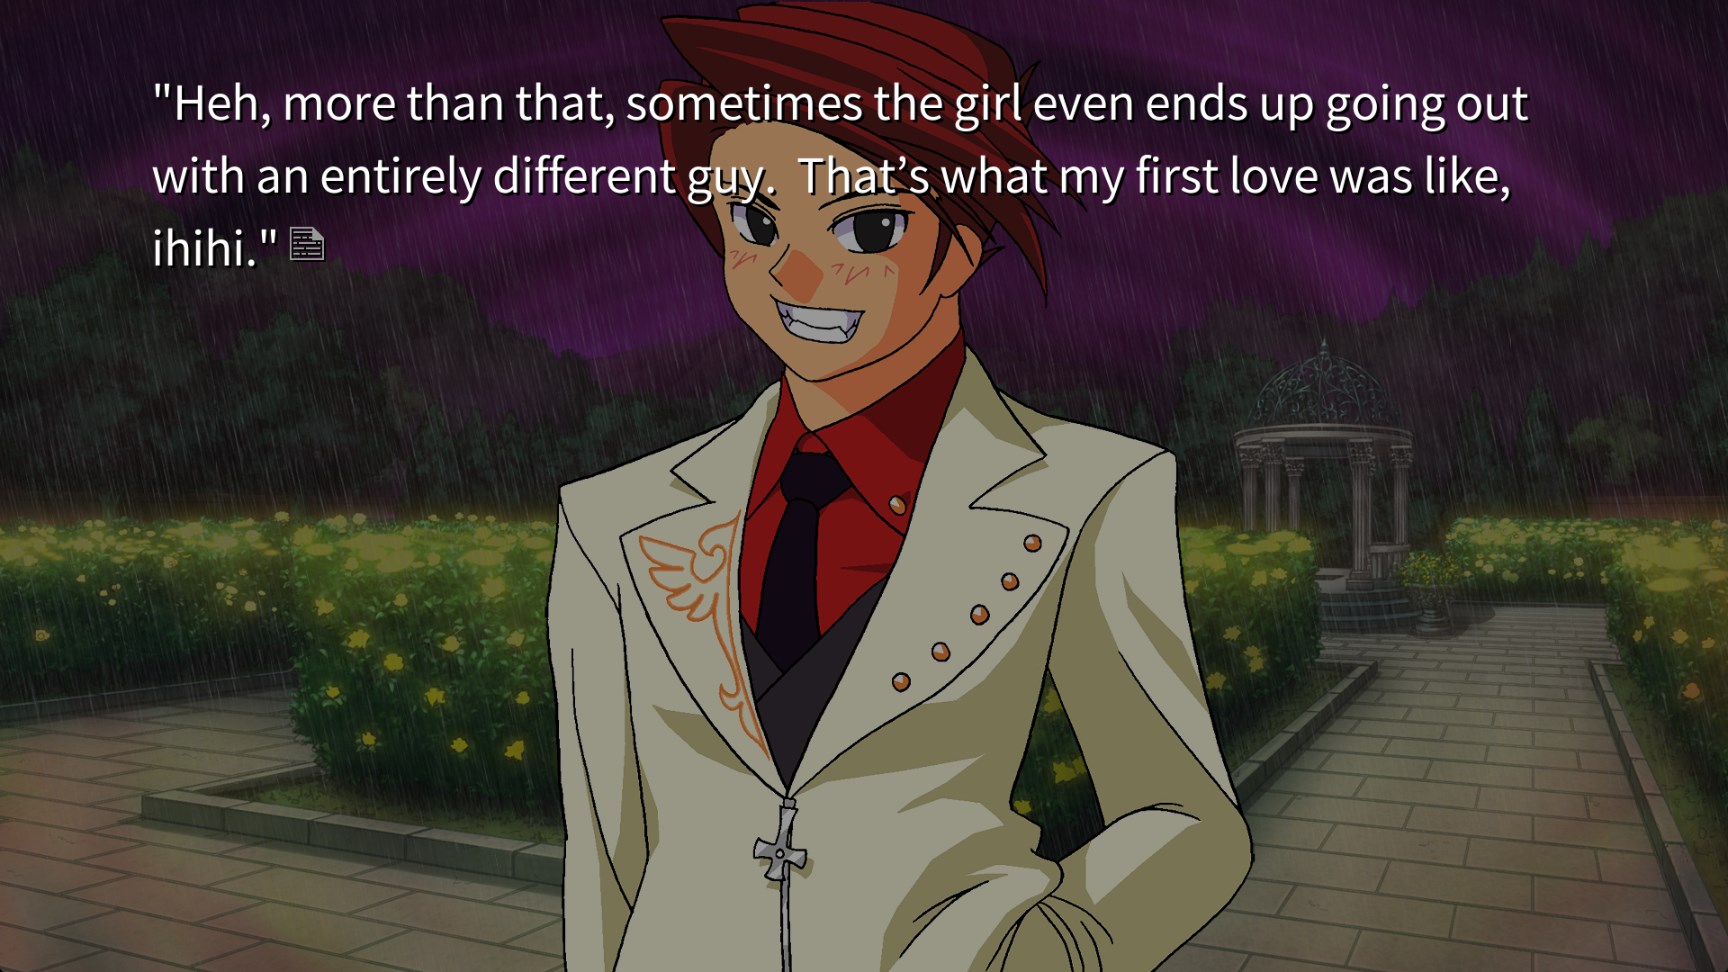 "Heh, more than that, sometimes the girl even ends up going out
with an entirely different guy.  That’s what my first love was like,
ihihi."